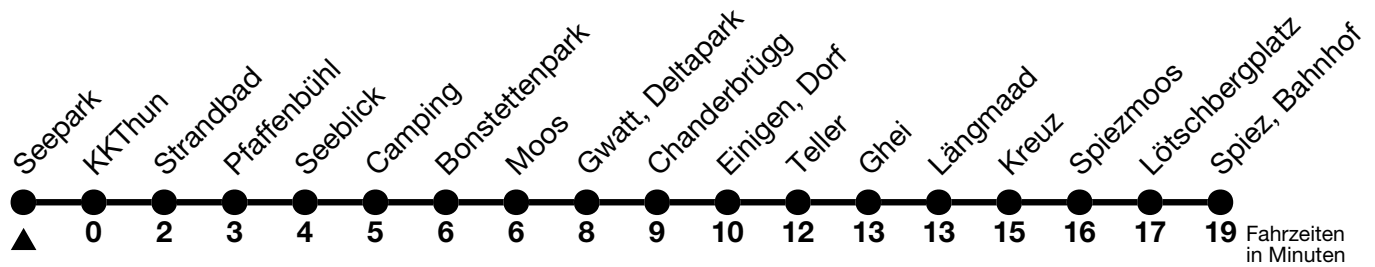 Seepark
KKThun
Strandbad
Pfaffenbühl
Seeblick
Camping
Bonstettenpark
Moos
Gwatt, Deltapark
Chanderbrügg
Einigen, Dorf
Teller
Ghei
Längmaad
Kreuz
Spiezmoos
Lötschbergplatz
Spiez, Bahnhof
0 2 3 4 5 6 6 8 9 10 12 13 13 15 16 17 19
Fahrzeiten
in Minuten